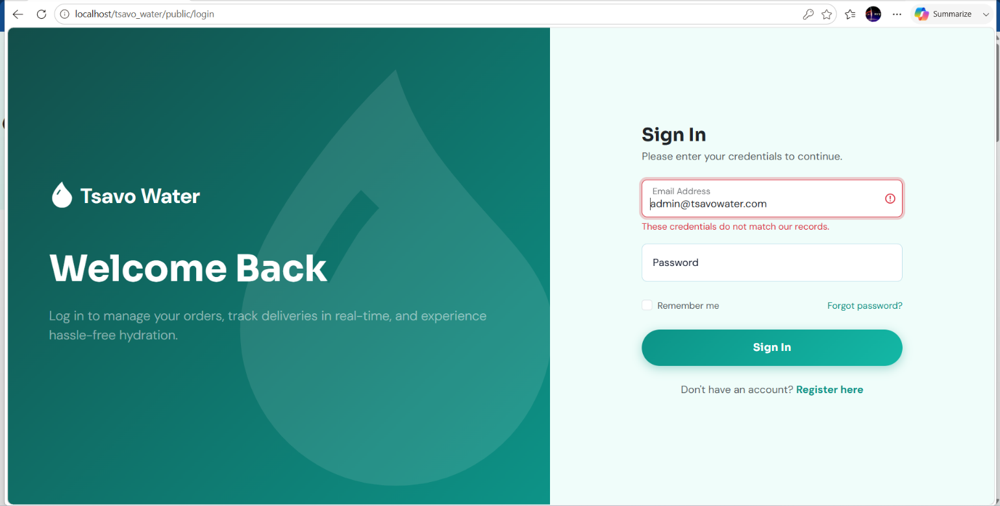 localhost/tsavo_water/public/login
Summarize
Tsavo Water
Welcome Back
Log in to manage your orders, track deliveries in real-time, and experience
hassle-free hydration.
Sign In
Please enter your credentials to continue.
Email Address
admin@tsavowater.com
These credentials do not match our records.
Password
Remember me
Forgot password?
Sign In
Don't have an account? Register here